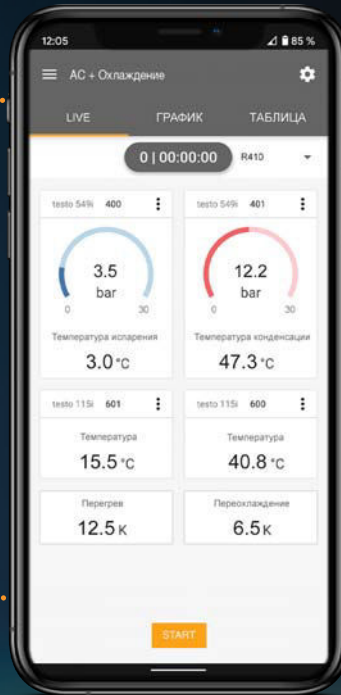 12:05 85 %
AC + Охлаждение
LIVE ГРАФИК ТАБЛИЦА
0 | 00:00:00 R410
testo 549i 400 testo 549i 401
3.5 12.2
bar bar
0 30 0 30
Температура испарения Температура конденсации
3.0 °C 47.3 °C
testo 115i 601 testo 115i 600
Температура Температура
15.5 °C 40.8 °C
Перегрев Переохлаждение
12.5 K 6.5 K
START